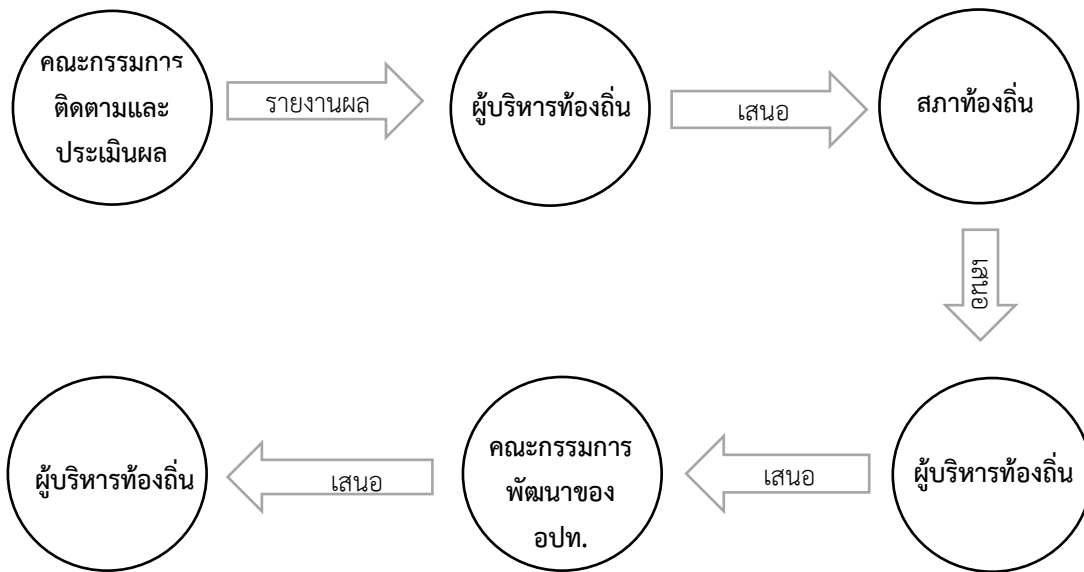 คณะกรรมการ
ติดตามและ
ประเมินผล
รายงานผล
ผู้บริหารท้องถิ่น
เสนอ
สภาท้องถิ่น
เสนอ
ผู้บริหารท้องถิ่น
เสนอ
คณะกรรมการ
พัฒนาของ
อปท.
เสนอ
ผู้บริหารท้องถิ่น